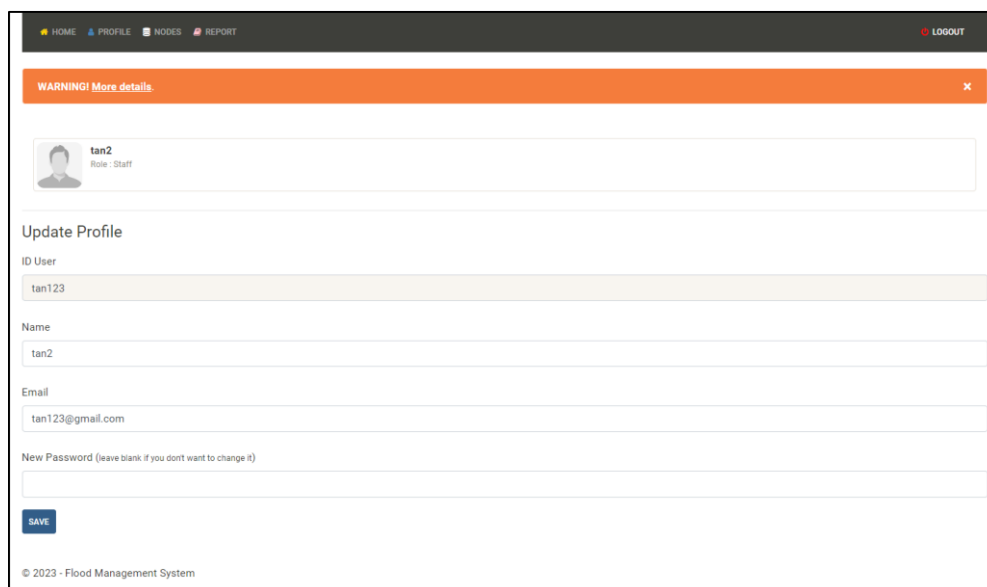 HOME PROFILE NODES REPORT LOGOUT
WARNING! More details. ×
tan2
Role : Staff
Update Profile
ID User
tan123
Name
tan2
Email
tan123@gmail.com
New Password (leave blank if you don't want to change it)
SAVE
© 2023 - Flood Management System